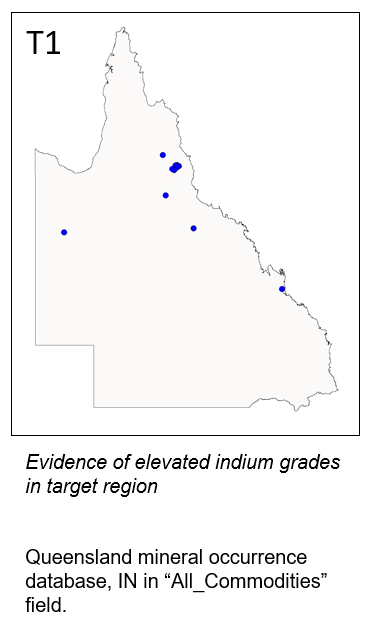 T1
Evidence of elevated indium grades
in target region
Queensland mineral occurrence
database, IN in “All_Commodities”
field.